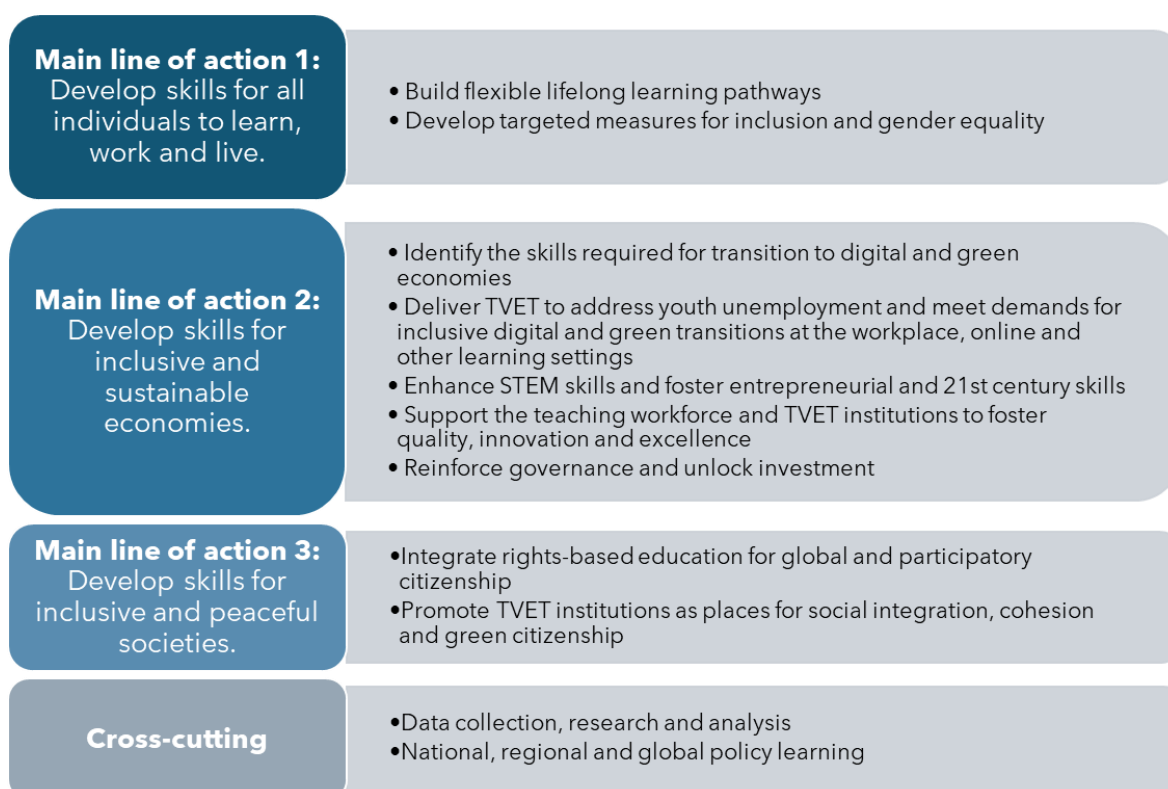 Main line of action 1:
Develop skills for all
individuals to learn,
work and live.
• Build flexible lifelong learning pathways
• Develop targeted measures for inclusion and gender equality
Main line of action 2:
Develop skills for
inclusive and
sustainable
economies.
• Identify the skills required for transition to digital and green
economies
• Deliver TVET to address youth unemployment and meet demands for
inclusive digital and green transitions at the workplace, online and
other learning settings
• Enhance STEM skills and foster entrepreneurial and 21st century skills
• Support the teaching workforce and TVET institutions to foster
quality, innovation and excellence
• Reinforce governance and unlock investment
Main line of action 3:
Develop skills for
inclusive and peaceful
societies.
•Integrate rights-based education for global and participatory
citizenship
•Promote TVET institutions as places for social integration, cohesion
and green citizenship
Cross-cutting
•Data collection, research and analysis
•National, regional and global policy learning